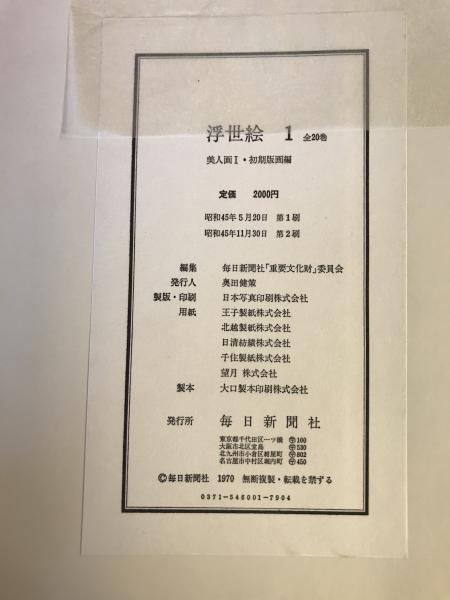 浮世絵 1 全20巻
美人画Ⅰ・初期版画編
定価 2000円
昭和45年5月20日 第1刷
昭和45年11月30日 第2刷
編集 毎日新聞社「重要文化財」委員会
発行人 奥田健策
製版・印刷 日本写真印刷株式会社
用紙 王子製紙株式会社
北越製紙株式会社
日清紡績株式会社
千住製紙株式会社
望月 株式会社
製本 大口製本印刷株式会社
発行所 毎日新聞社
東京都千代田区一ツ橋 〒100
大阪市北区堂島 〒530
北九州市小倉区紺屋町 〒802
名古屋市中村区堀内町 〒450
©毎日新聞社 1970 無断複製・転載を禁ずる
0371-546001-7904